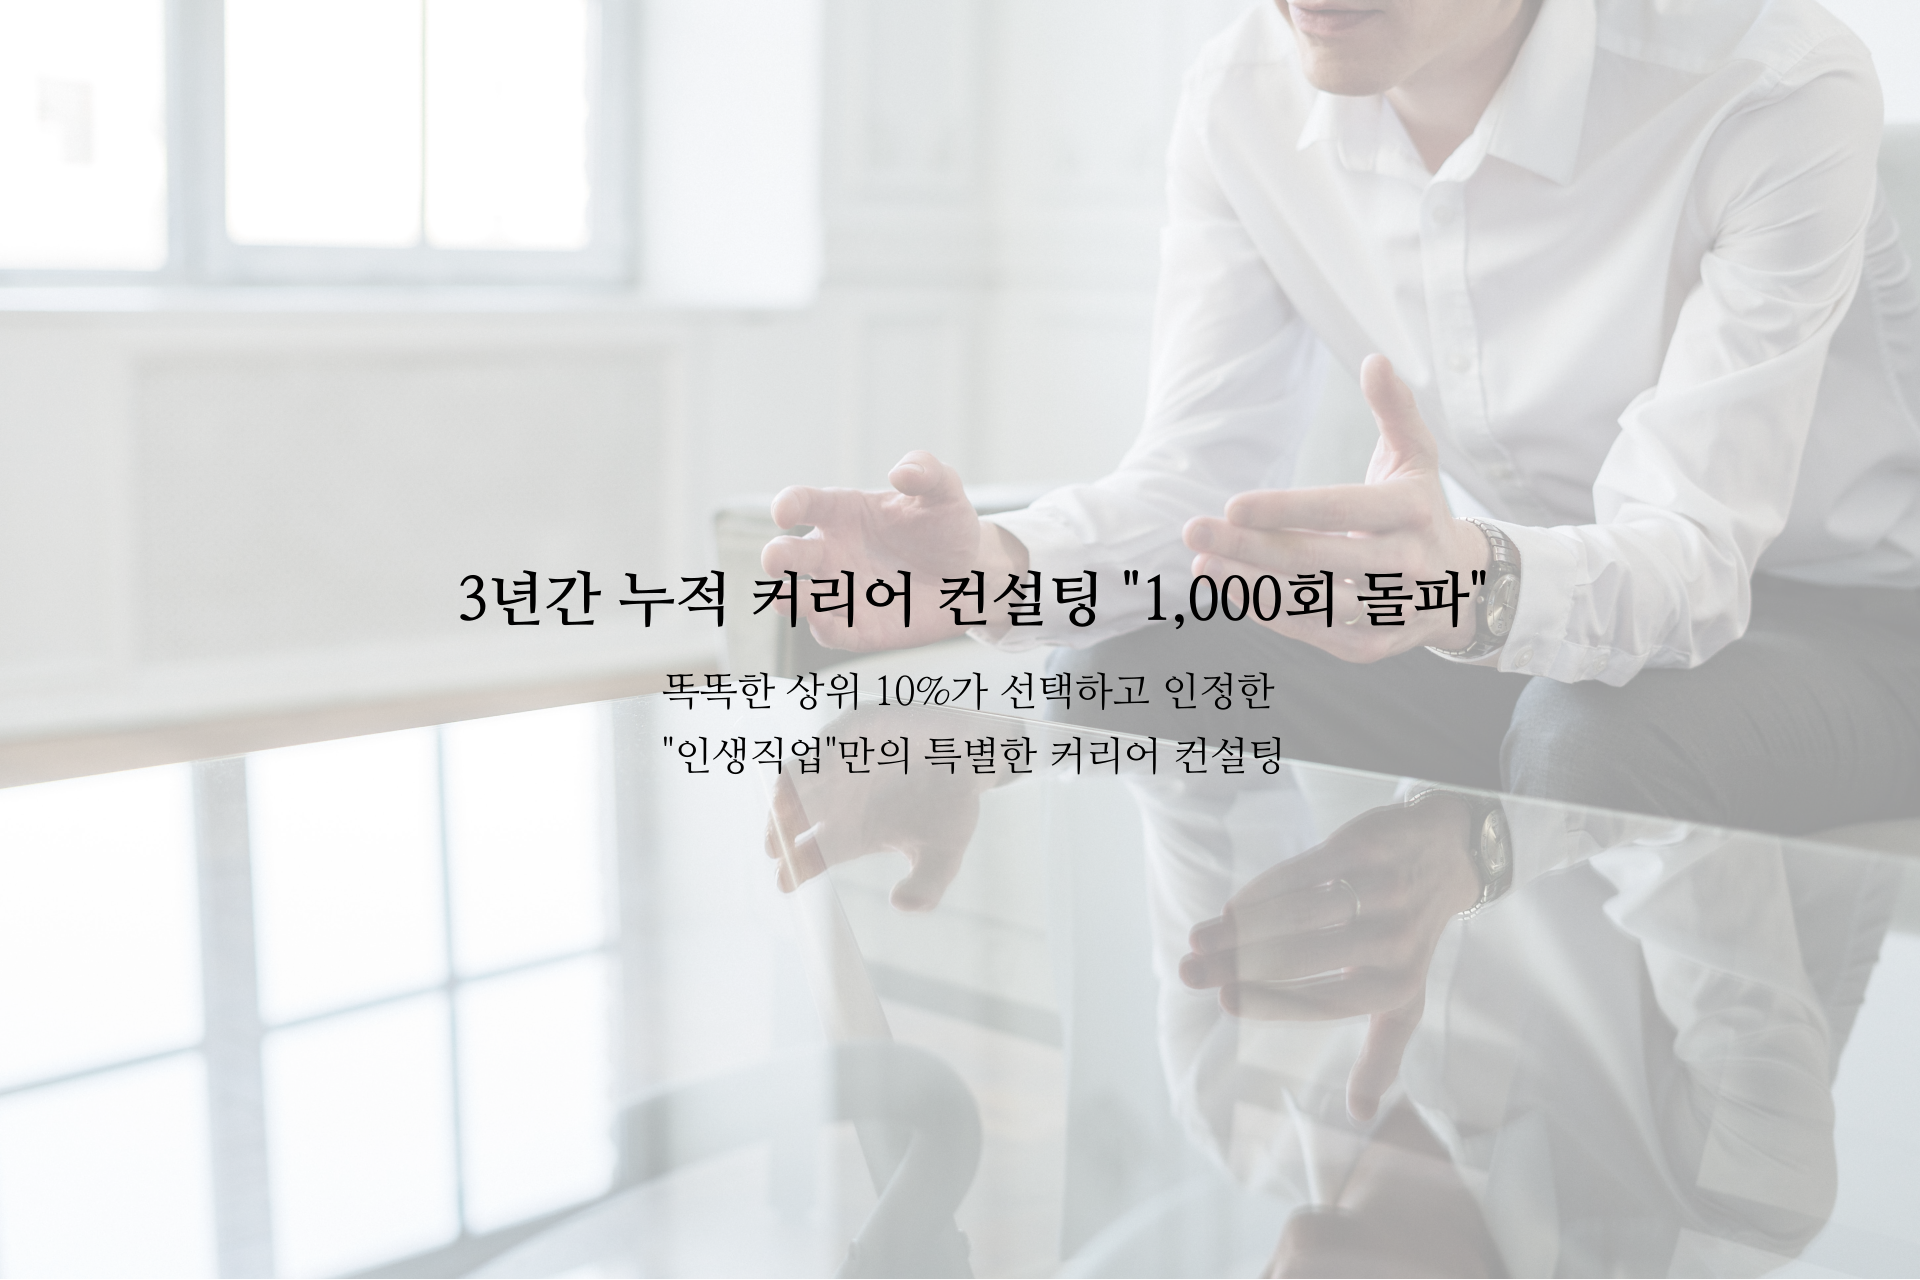 3년간 누적 커리어 컨설팅 "1,000회 돌파"
똑똑한 상위 10%가 선택하고 인정한
"인생직업"만의 특별한 커리어 컨설팅